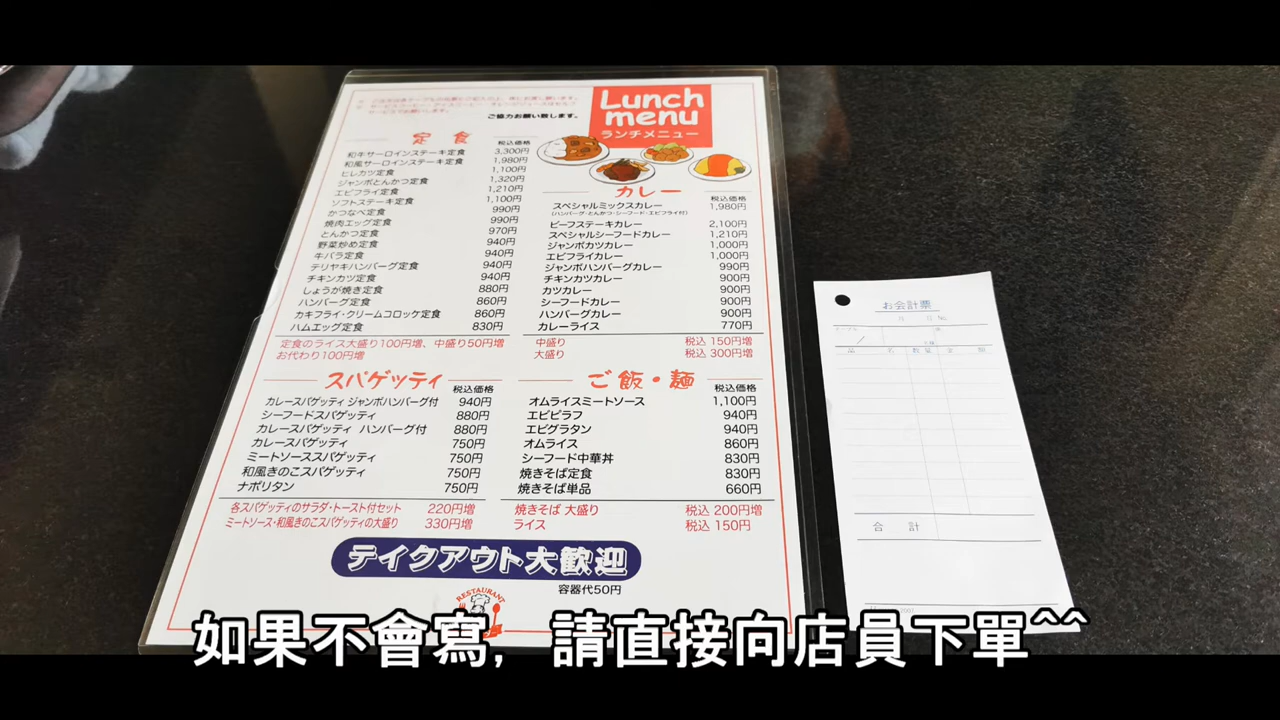 ご協力お願い致します。
Lunch
menu
ランチメニュー
定食 税込価格
和牛サーロインステーキ定食 3,300円
和風サーロインステーキ定食 1,980円
ヒレカツ定食 1,100円
ジャンボとんかつ定食 1,320円
エビフライ定食 1,210円
ソフトステーキ定食 1,100円
かつなべ定食 990円
焼肉エッグ定食 990円
とんかつ定食 970円
野菜炒め定食 940円
牛バラ定食 940円
テリヤキハンバーグ定食 940円
チキンカツ定食 940円
しょうが焼き定食 880円
ハンバーグ定食 860円
カキフライ・クリームコロッケ定食 860円
ハムエッグ定食 830円
定食のライス大盛り100円増、中盛り50円増
お代わり100円増
カレー 税込価格
スペシャルミックスカレー 1,980円
(ハンバーグ・とんかつ・シーフード・エビフライ付)
ビーフステーキカレー 2,100円
スペシャルシーフードカレー 1,210円
ジャンボカツカレー 1,000円
エビフライカレー 1,000円
ジャンボハンバーグカレー 990円
チキンカツカレー 900円
カツカレー 900円
シーフードカレー 900円
ハンバーグカレー 900円
カレーライス 770円
中盛り 税込 150円増
大盛り 税込 300円増
スパゲッティ 税込価格
カレースパゲッティ ジャンボハンバーグ付 940円
シーフードスパゲッティ 880円
カレースパゲッティ ハンバーグ付 880円
カレースパゲッティ 750円
ミートソーススパゲッティ 750円
和風きのこスパゲッティ 750円
ナポリタン 750円
各スパゲッティのサラダ・トースト付セット 220円増
ミートソース・和風きのこスパゲッティの大盛り 330円増
ご飯・麺 税込価格
オムライスミートソース 1,100円
エビピラフ 940円
エビグラタン 940円
オムライス 860円
シーフード中華丼 830円
焼きそば定食 830円
焼きそば単品 660円
焼きそば 大盛り 税込 200円増
ライス 税込 150円
テイクアウト大歓迎
容器代50円
RESTAURANT
お会計票
月 日 No.
品 名 数量 金 額
合 計
如果不會寫，請直接向店員下單^^